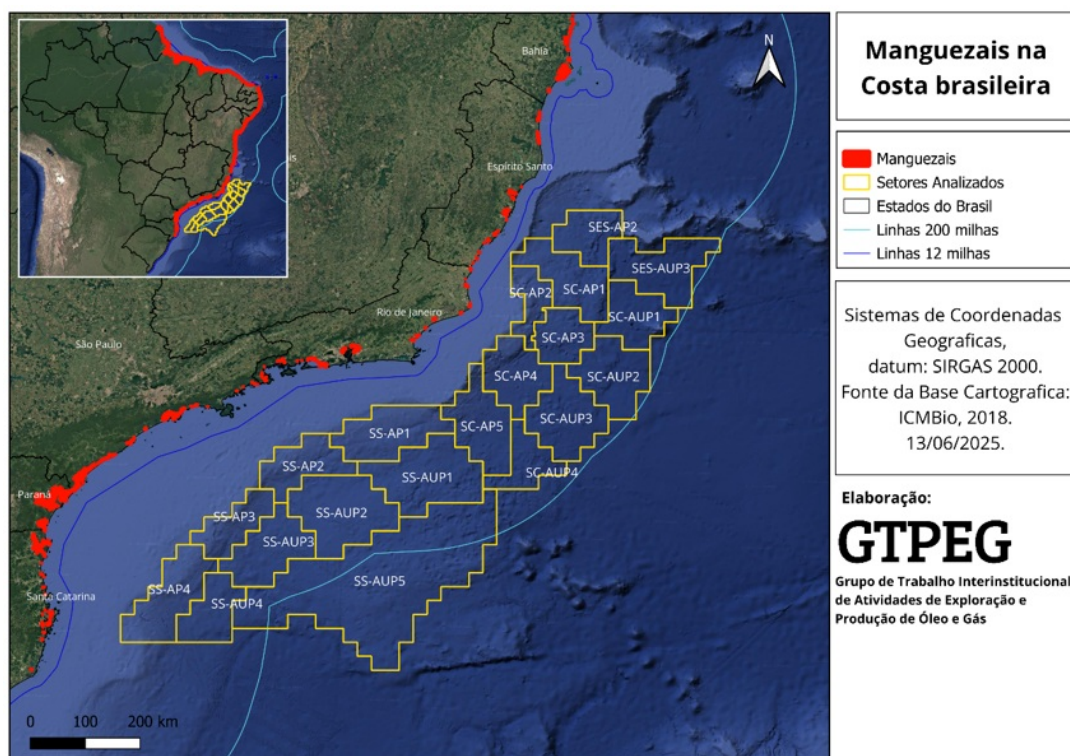 Bahia
N
Espírito Santo
SES-AP2
SES-AUP3
SC-AP2
SC-AP1
Rio de Janeiro
SC-AUP1
São Paulo
SC-AP3
SC-AP4
SC-AUP2
SS-AP1
SC-AP5
SC-AUP3
SS-AP2
SS-AUP1
SC-AUP4
Paraná
SS-AP3
SS-AUP2
SS-AUP3
SS-AP4
SS-AUP5
Santa Catarina
SS-AUP4
0 100 200 km
Manguezais na
Costa brasileira
Manguezais
Setores Analizados
Estados do Brasil
Linhas 200 milhas
Linhas 12 milhas
Sistemas de Coordenadas
Geograficas,
datum: SIRGAS 2000.
Fonte da Base Cartografica:
ICMBio, 2018.
13/06/2025.
Elaboração:
GTPEG
Grupo de Trabalho Interinstitucional
de Atividades de Exploração e
Produção de Óleo e Gás